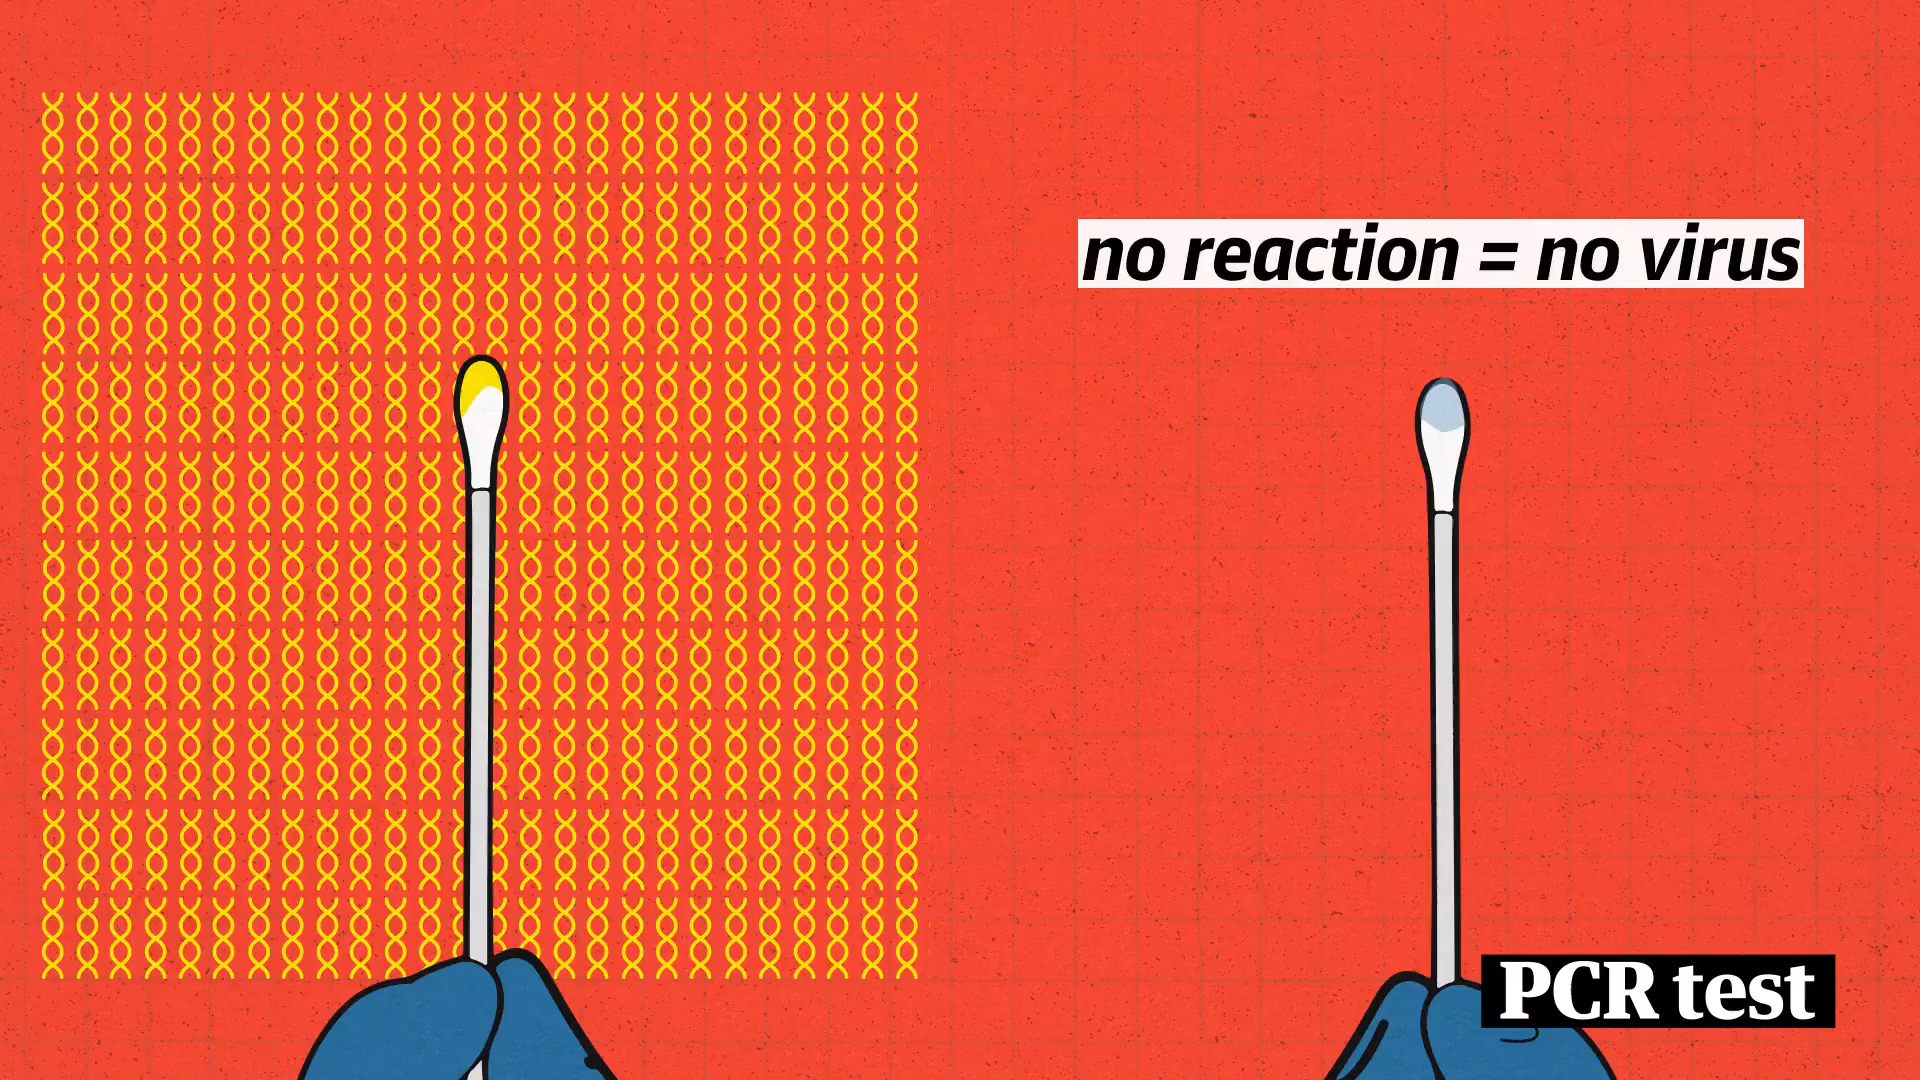 no reaction = no virus
PCR test